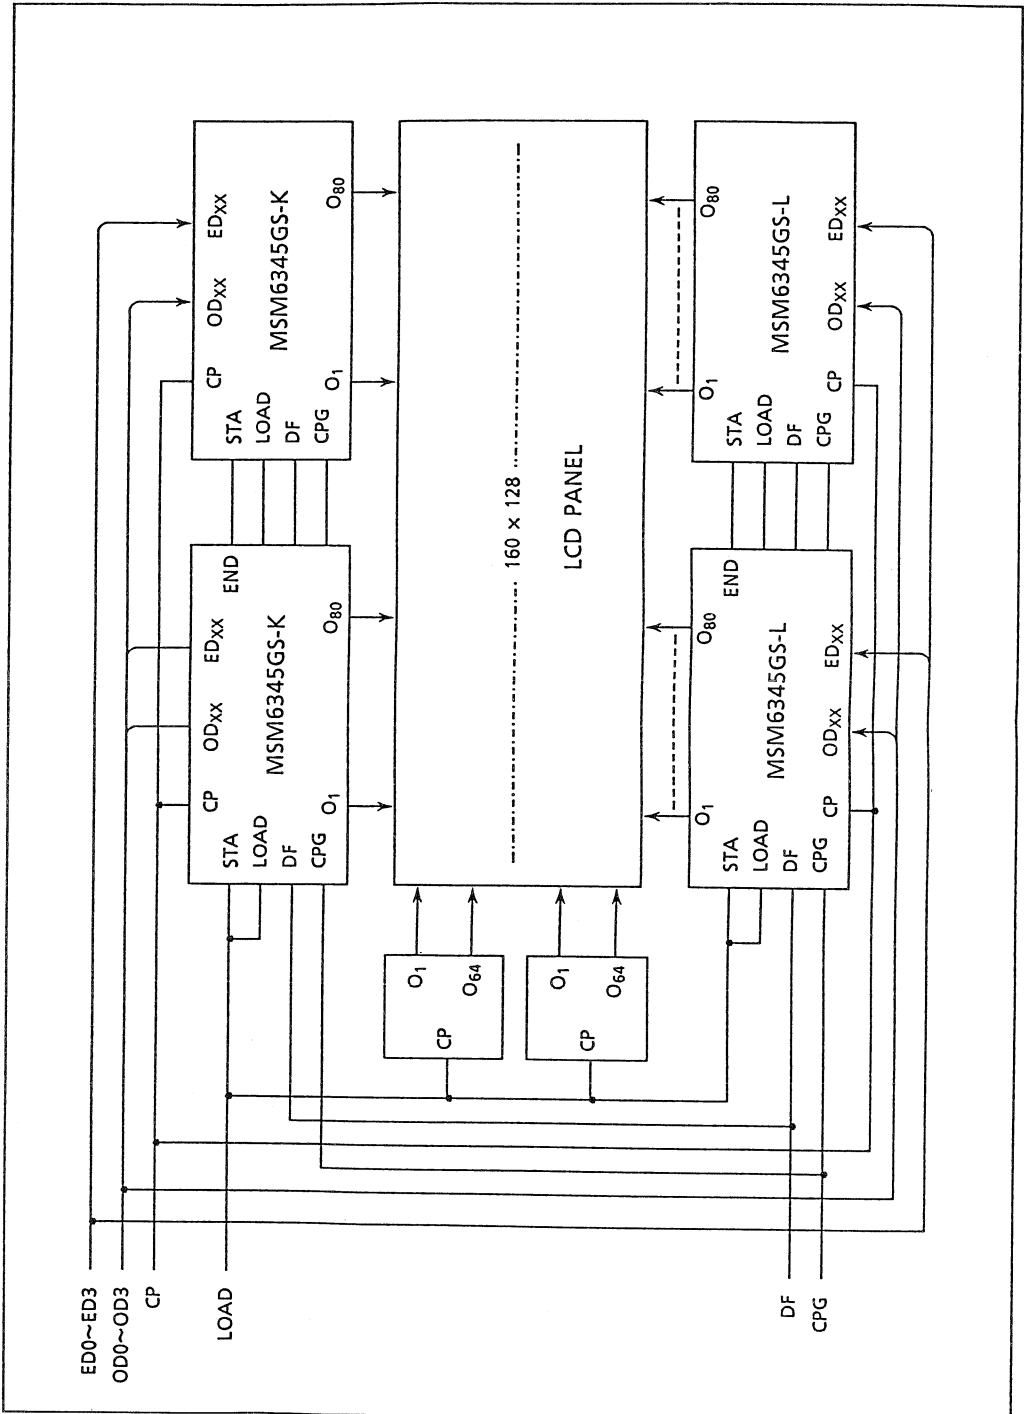 ED0~ED3
OD0~OD3
CP
LOAD
DF
CPG
CP
ODXX
EDXX
STA
END
LOAD
MSM6345GS-K
DF
CPG
O1
O80
CP
ODXX
EDXX
STA
LOAD
MSM6345GS-K
DF
CPG
O1
O80
O1
O64
CP
O1
O64
CP
160 × 128
LCD PANEL
O1
O80
STA
END
LOAD
MSM6345GS-L
DF
CPG
CP
ODXX
EDXX
O1
O80
STA
LOAD
MSM6345GS-L
DF
CPG
CP
ODXX
EDXX